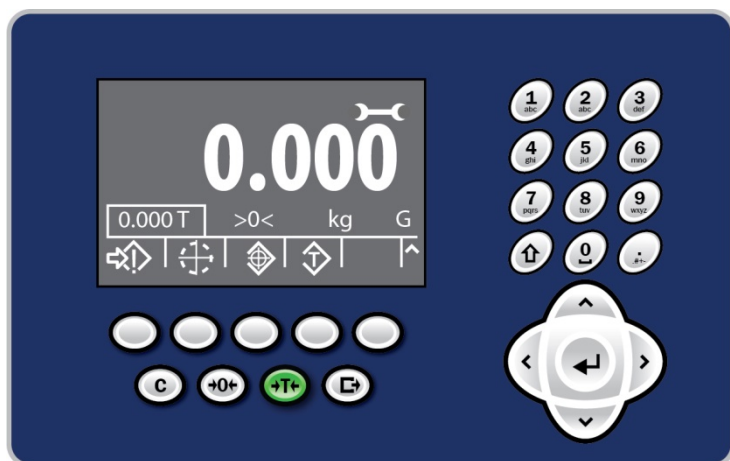 0.000
0.000 T >0< kg G
T
C →0← →T←
1 abc 2 abc 3 def
4 ghi 5 jkl 6 mno
7 pqrs 8 tuv 9 wxyz
0 . .#+-